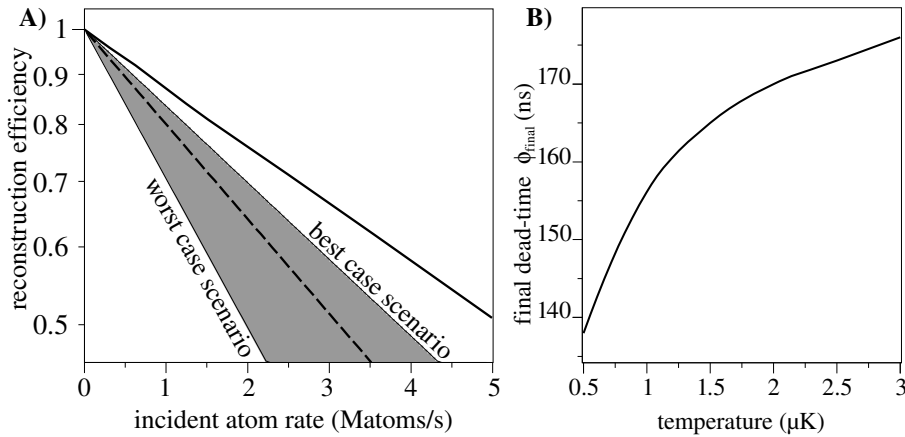 A)
reconstruction efficiency
1
0.9
0.8
0.7
0.6
0.5
worst case scenario
best case scenario
0 1 2 3 4 5
incident atom rate (Matoms/s)
B)
final dead-time ϕfinal (ns)
170
160
150
140
0.5 1 1.5 2 2.5 3
temperature (μK)